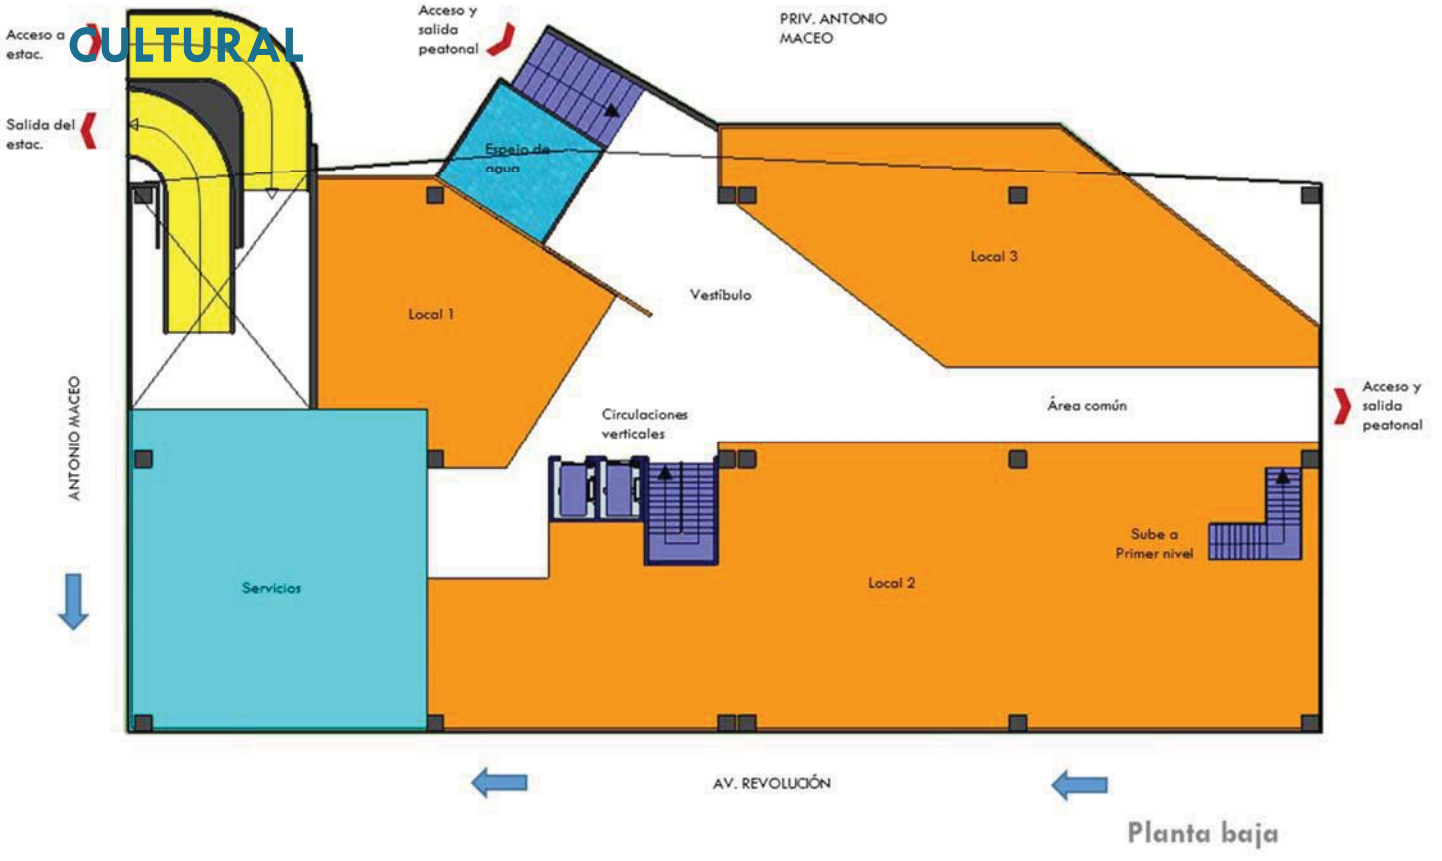 Acceso a
estac.
CULTURAL
Acceso y
salida
peatonal
PRIV. ANTONIO
MACEO
Salida del
estac.
Espejo de
agua
Local 3
Vestíbulo
Local 1
ANTONIO MACEO
Circulaciones
verticales
Área común
Acceso y
salida
peatonal
Sube a
Primer nivel
Servicios
Local 2
AV. REVOLUCIÓN
Planta baja